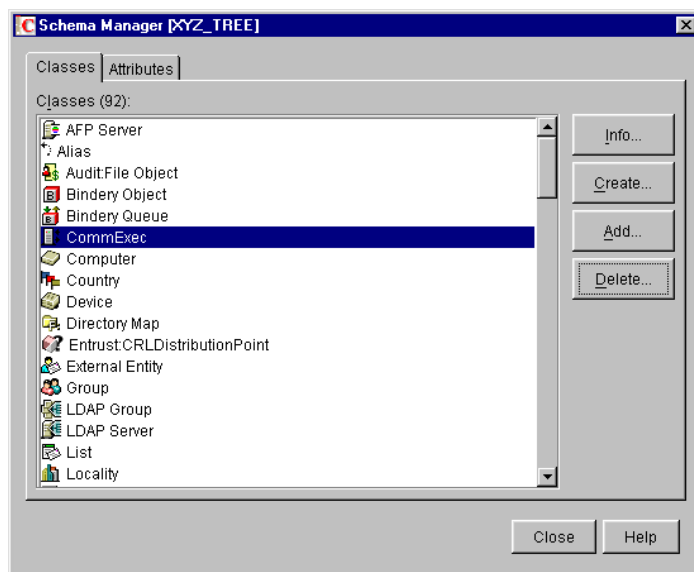 Schema Manager [XYZ_TREE]
Classes
Attributes
Classes (92):
AFP Server
Alias
Audit:File Object
Bindery Object
Bindery Queue
CommExec
Computer
Country
Device
Directory Map
Entrust:CRLDistributionPoint
External Entity
Group
LDAP Group
LDAP Server
List
Locality
Info...
Create...
Add...
Delete...
Close
Help